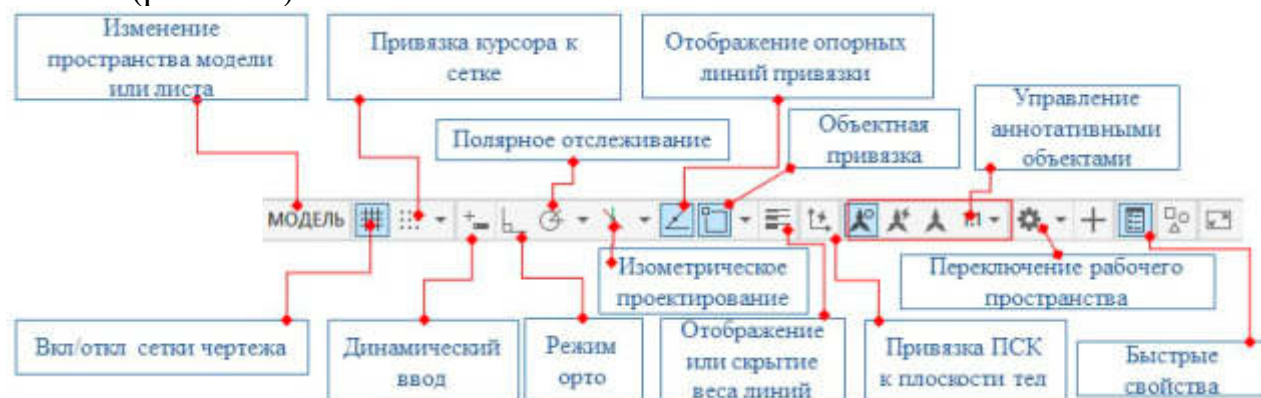 Изменение
пространства модели
или листа
Привязка курсора к
сетке
Отображение опорных
линий привязки
Управление
аннотативными
объектами
Полярное отслеживание
Объектная
привязка
МОДЕЛЬ
1:1
Изометрическое
проектирование
Переключение рабочего
пространства
Вкл/откл сетки чертежа
Динамический
ввод
Режим
орто
Отображение
или скрытие
веса линий
Привязка ПСК
к плоскости тел
Быстрые
свойства